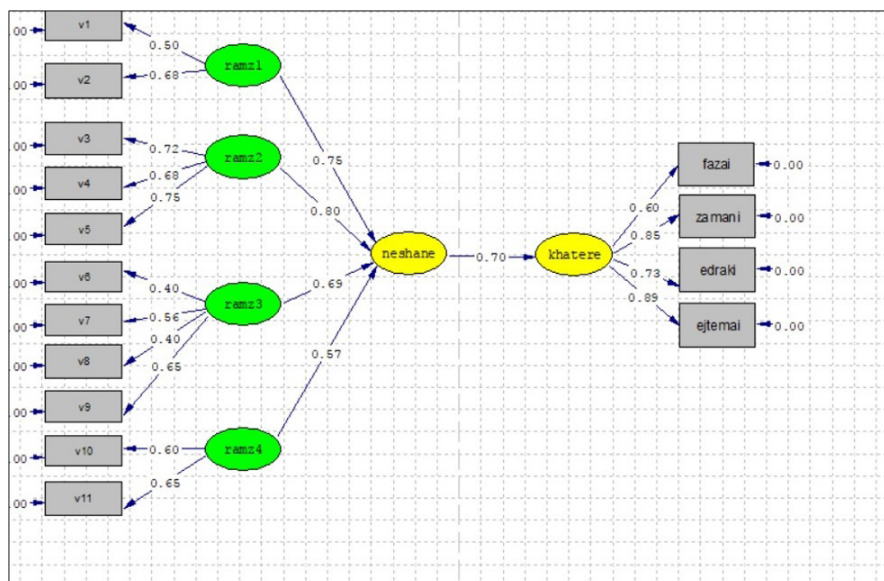 .00
v1
0.50
ramz1
.00
v2
0.68
.00
v3
0.72
ramz2
.00
v4
0.68
.00
v5
0.75
.00
v6
0.40
ramz3
.00
v7
0.56
.00
v8
0.40
.00
v9
0.65
.00
v10
0.60
ramz4
.00
v11
0.65
0.75
0.80
0.69
0.57
neshane
0.70
khatere
0.60
fazai
0.00
0.85
zamani
0.00
0.73
edraki
0.00
0.89
ejtemai
0.00